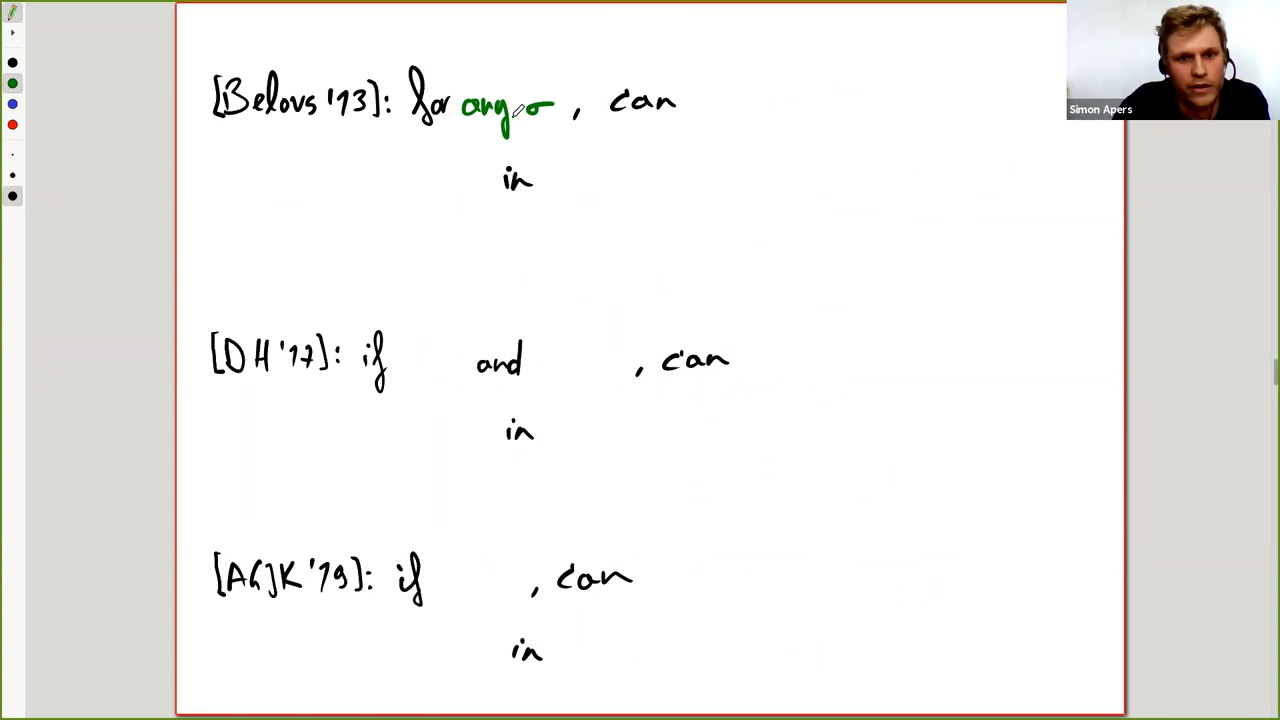 [Belovs '13]: for any σ, can
Simon Apers
in
[DH '17]: if and , can
in
[AGJK '19]: if , can
in